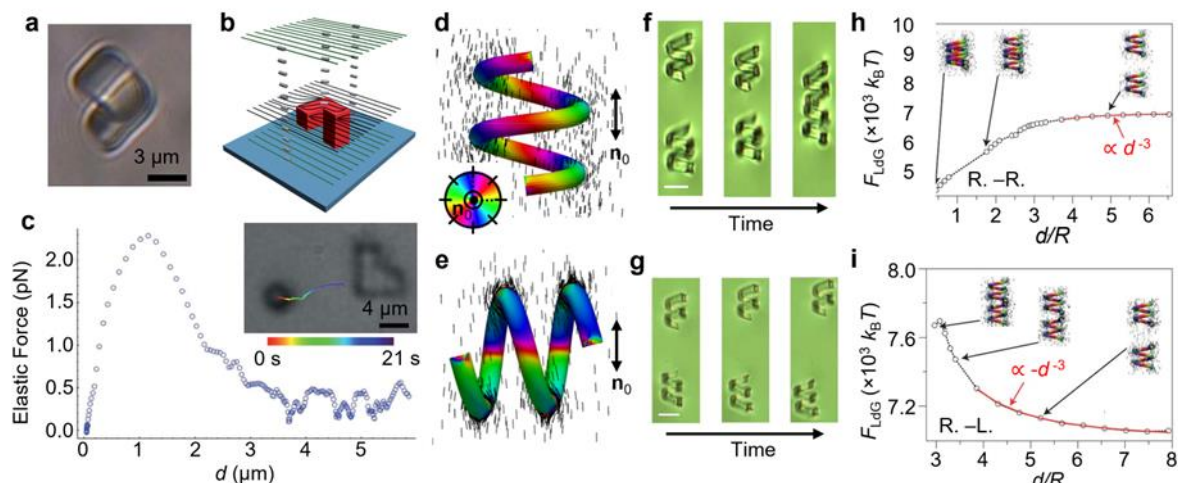 a
3 μm
b
c
Elastic Force (pN)
2.0
1.5
1.0
0.5
0.0
0 1 2 3 4 5
d (μm)
4 μm
0 s
21 s
d
n₀
n₀
e
n₀
f
Time
g
Time
h
F_LdG (×10³ k_BT)
10
9
8
7
6
5
R. –R.
∝ d⁻³
1 2 3 4 5 6
d/R
i
F_LdG (×10³ k_BT)
8.0
7.6
7.2
R. –L.
∝ -d⁻³
3 4 5 6 7 8
d/R